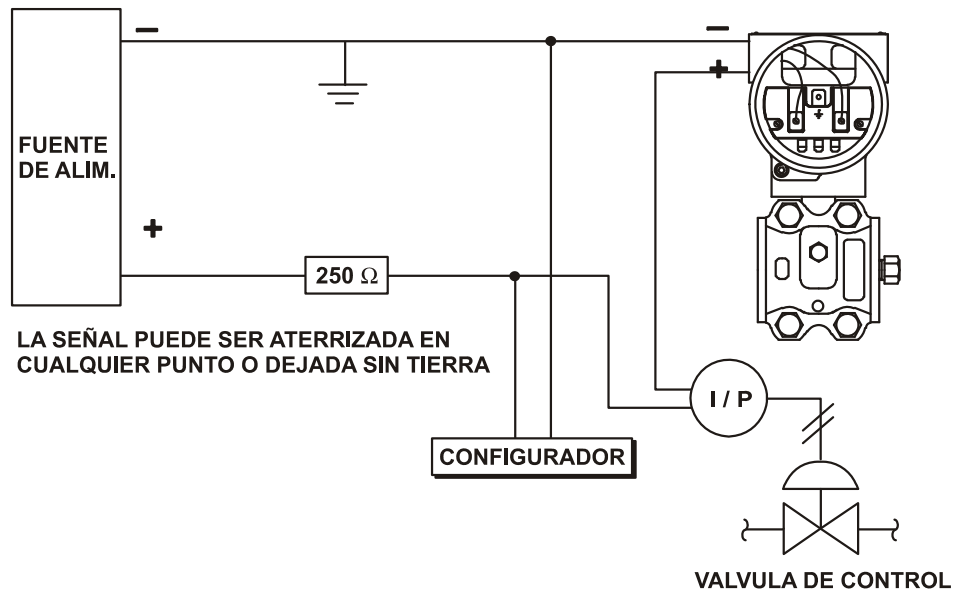 FUENTE
DE ALIM.
−
+
−
+
250 Ω
LA SEÑAL PUEDE SER ATERRIZADA EN
CUALQUIER PUNTO O DEJADA SIN TIERRA
I / P
CONFIGURADOR
VALVULA DE CONTROL